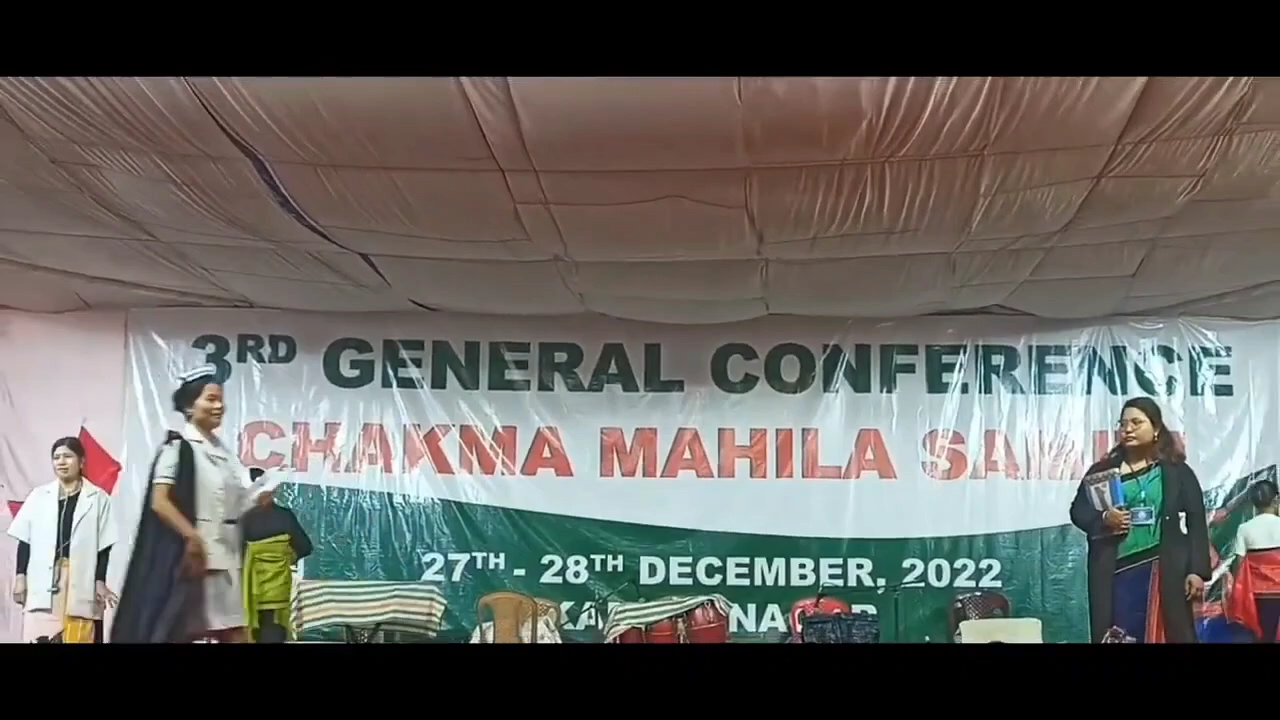 3RD GENERAL CONFERENCE
CHAKMA MAHILA
27TH - 28TH DECEMBER, 2022